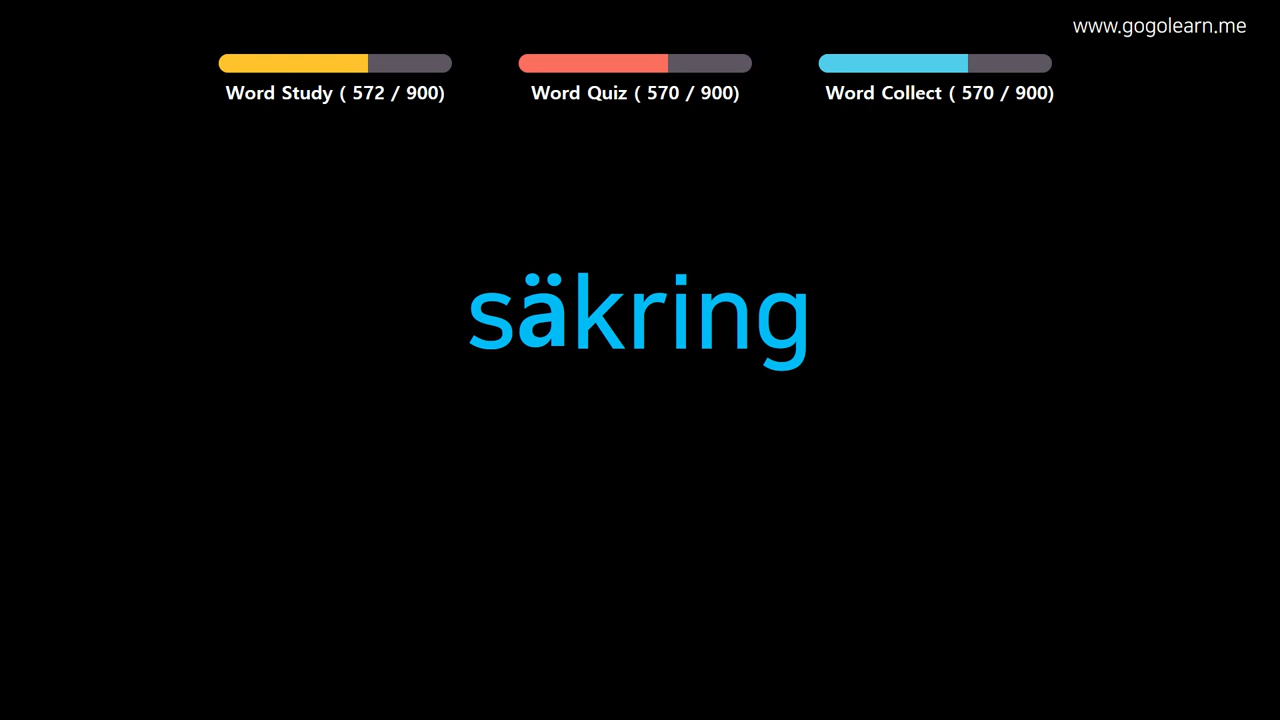 www.gogolearn.me
Word Study ( 572 / 900)
Word Quiz ( 570 / 900)
Word Collect ( 570 / 900)
säkring